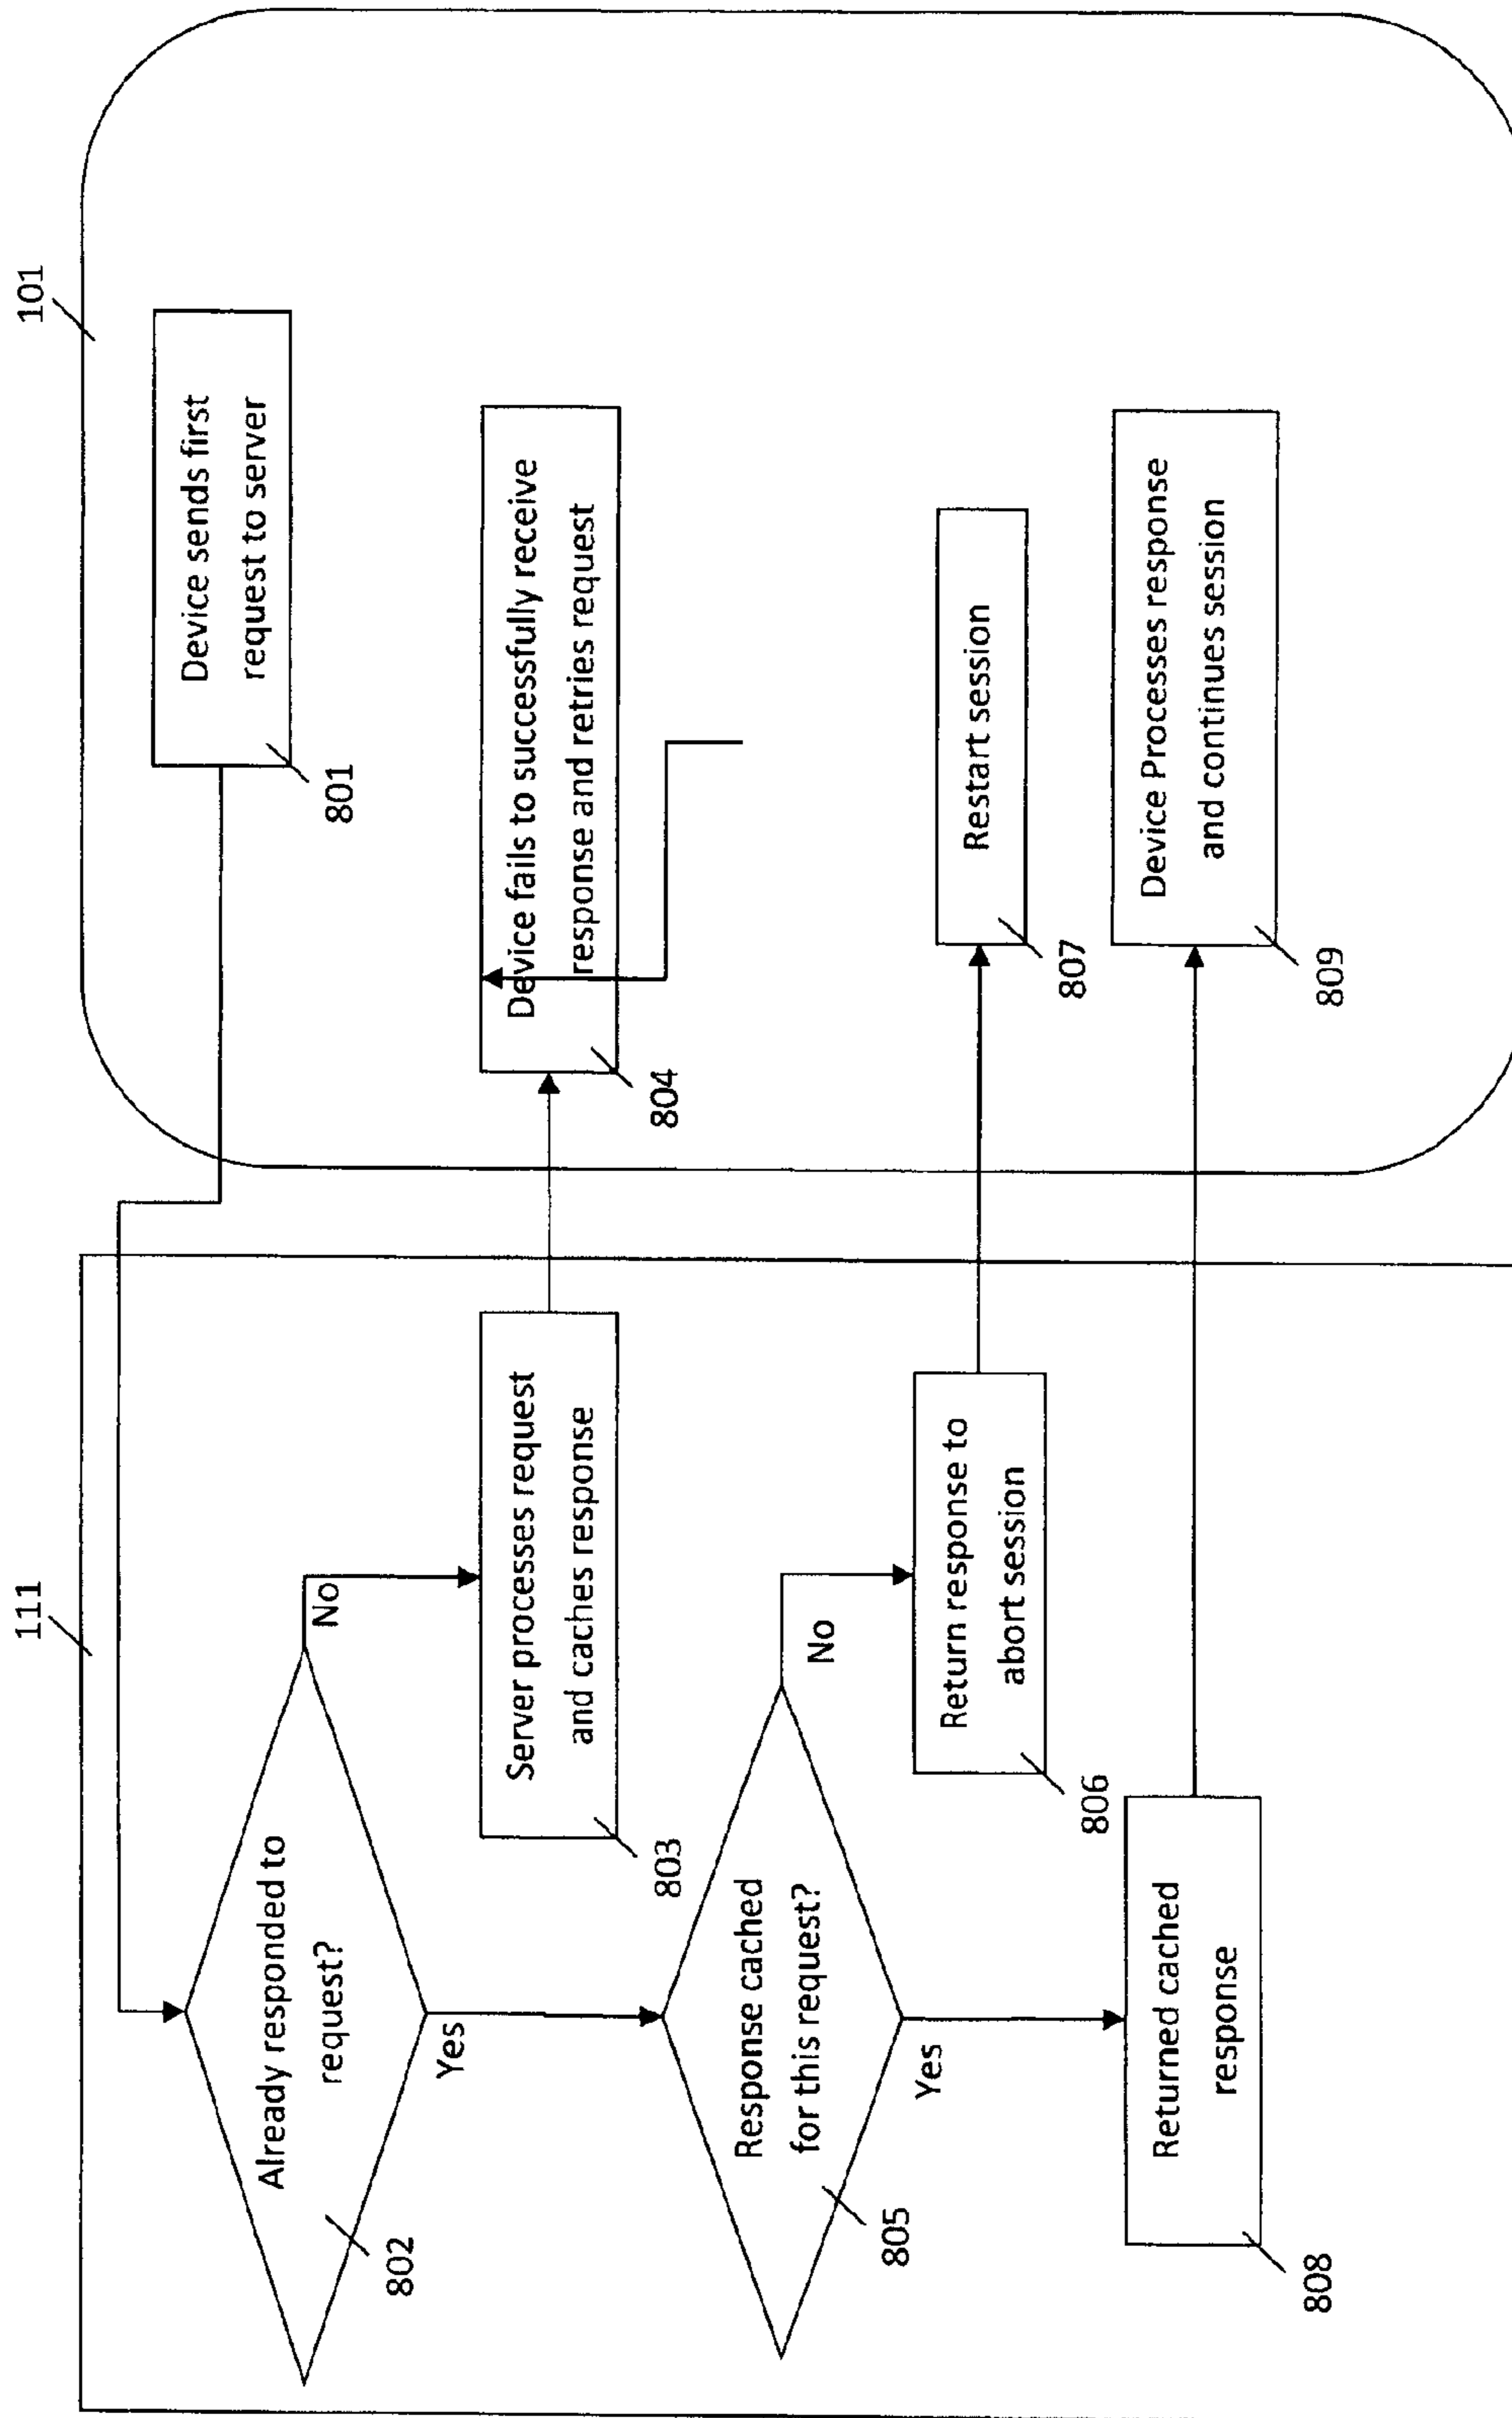 111
101
Device sends first
request to server
801
Already responded to
request?
802
No
Yes
Server processes request
and caches response
803
Device fails to successfully receive
response and retries request
804
Response cached
for this request?
805
No
Yes
Return response to
abort session
806
Restart session
807
Returned cached
response
808
Device Processes response
and continues session
809